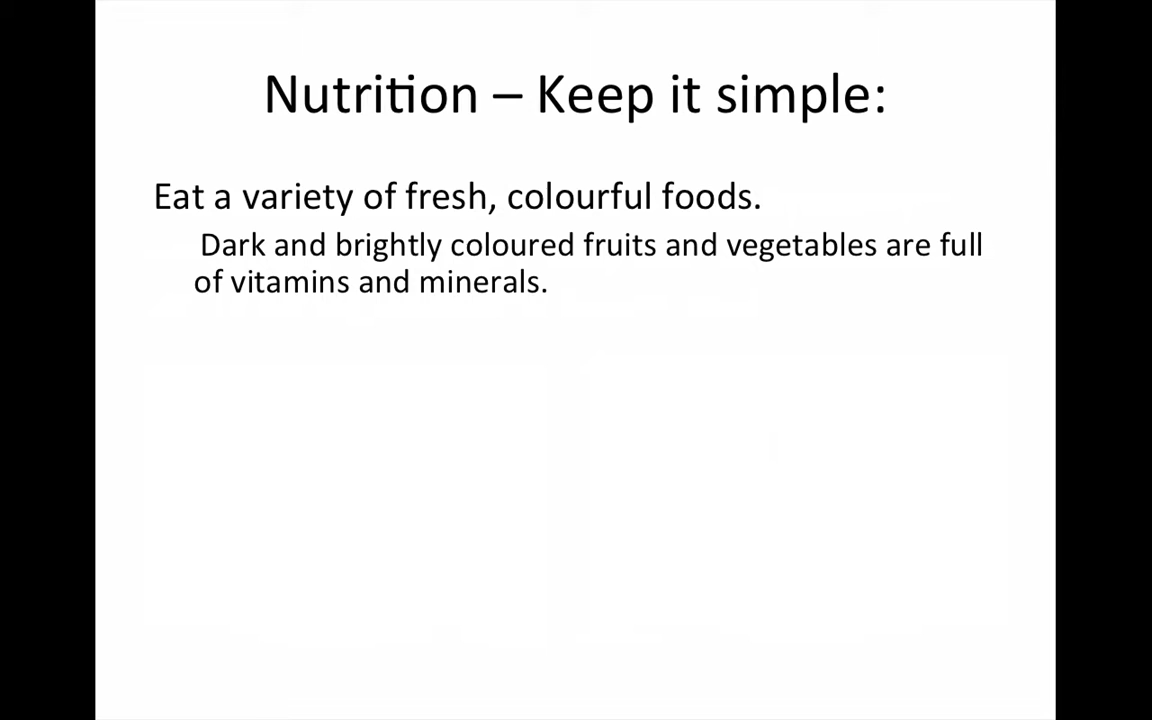 Nutrition – Keep it simple:
Eat a variety of fresh, colourful foods.
Dark and brightly coloured fruits and vegetables are full
of vitamins and minerals.